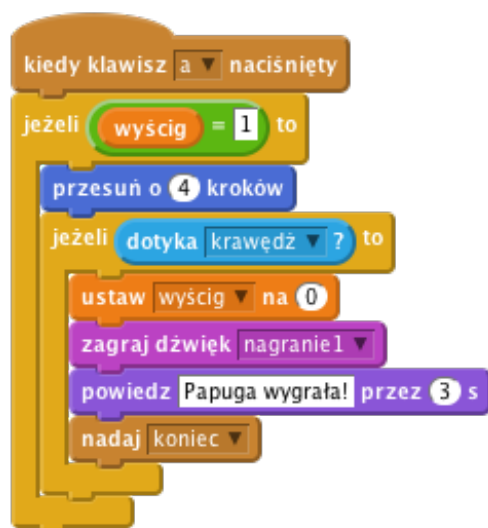 kiedy klawisz a naciśnięty
jeżeli wyścig = 1 to
przesuń o 4 kroków
jeżeli dotyka krawędź ? to
ustaw wyścig na 0
zagraj dźwięk nagranie1
powiedz Papuga wygrała! przez 3 s
nadaj koniec